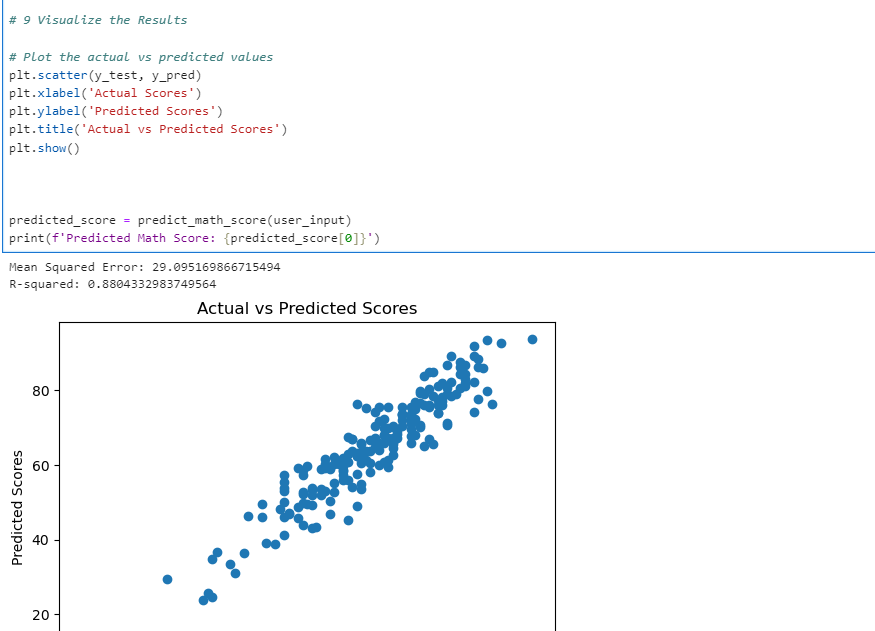 # 9 Visualize the Results
# Plot the actual vs predicted values
plt.scatter(y_test, y_pred)
plt.xlabel('Actual Scores')
plt.ylabel('Predicted Scores')
plt.title('Actual vs Predicted Scores')
plt.show()
predicted_score = predict_math_score(user_input)
print(f'Predicted Math Score: {predicted_score[0]}')
Mean Squared Error: 29.095169866715494
R-squared: 0.8804332983749564
Actual vs Predicted Scores
80
60
40
20
Predicted Scores